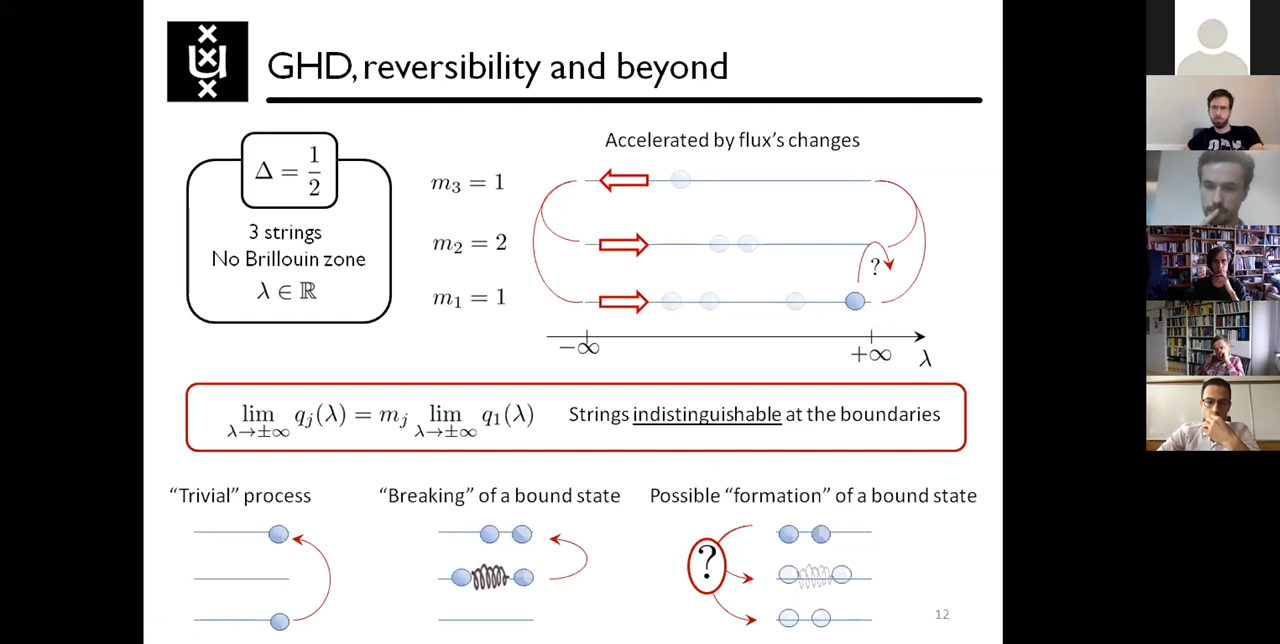 GHD, reversibility and beyond
Δ = 1/2
3 strings
No Brillouin zone
λ ∈ ℝ
Accelerated by flux's changes
m₃ = 1
m₂ = 2
m₁ = 1
?
−∞
+∞
λ
lim λ→±∞ qⱼ(λ) = mⱼ lim λ→±∞ q₁(λ) Strings indistinguishable at the boundaries
"Trivial" process
"Breaking" of a bound state
Possible "formation" of a bound state
?
12